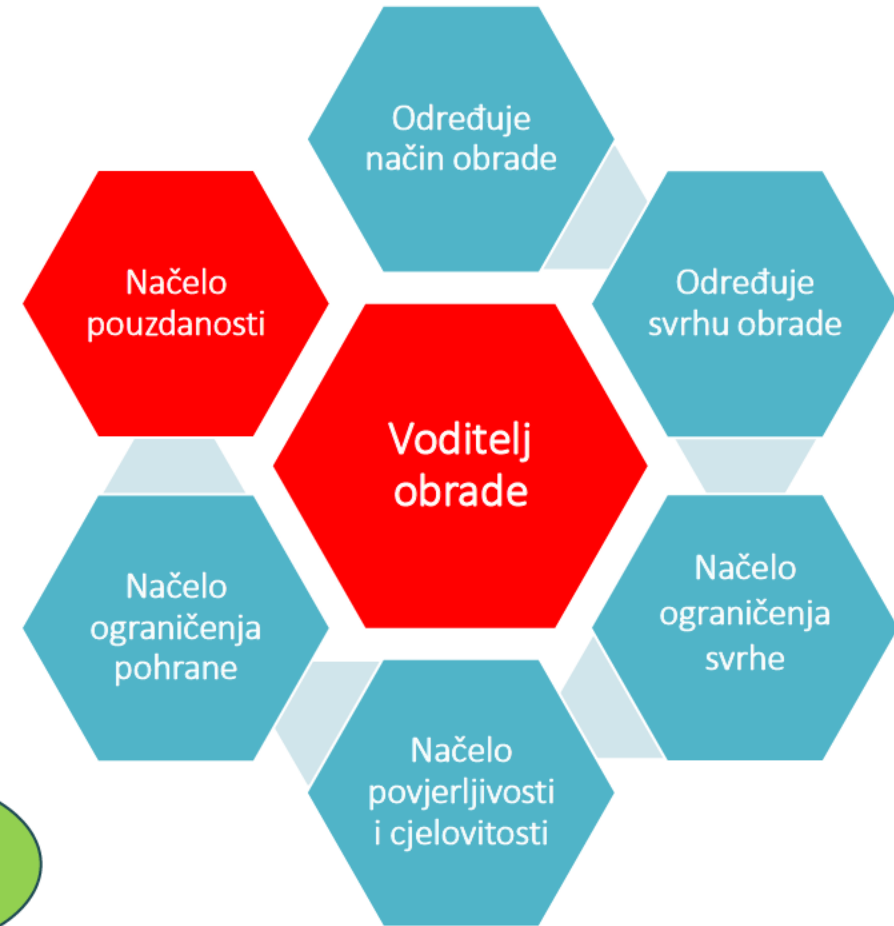 Određuje
način obrade
Određuje
svrhu obrade
Načelo
ograničenja
svrhe
Načelo
povjerljivosti
i cjelovitosti
Načelo
ograničenja
pohrane
Načelo
pouzdanosti
Voditelj
obrade